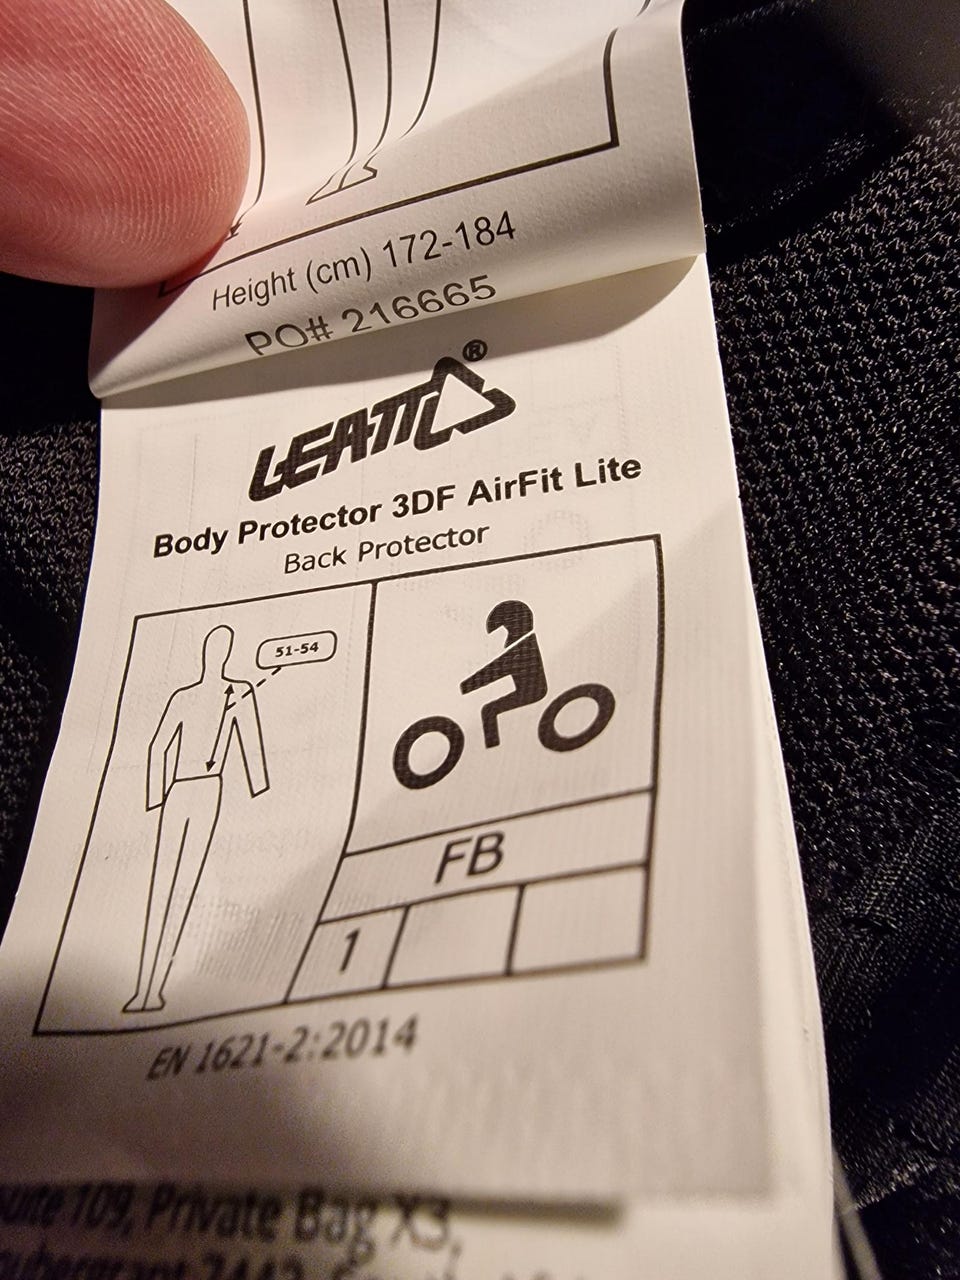 Height (cm) 172-184
PO# 216665
LEATT®
Body Protector 3DF AirFit Lite
Back Protector
51-54
FB
1
EN 1621-2:2014
109, Private Bag X3,